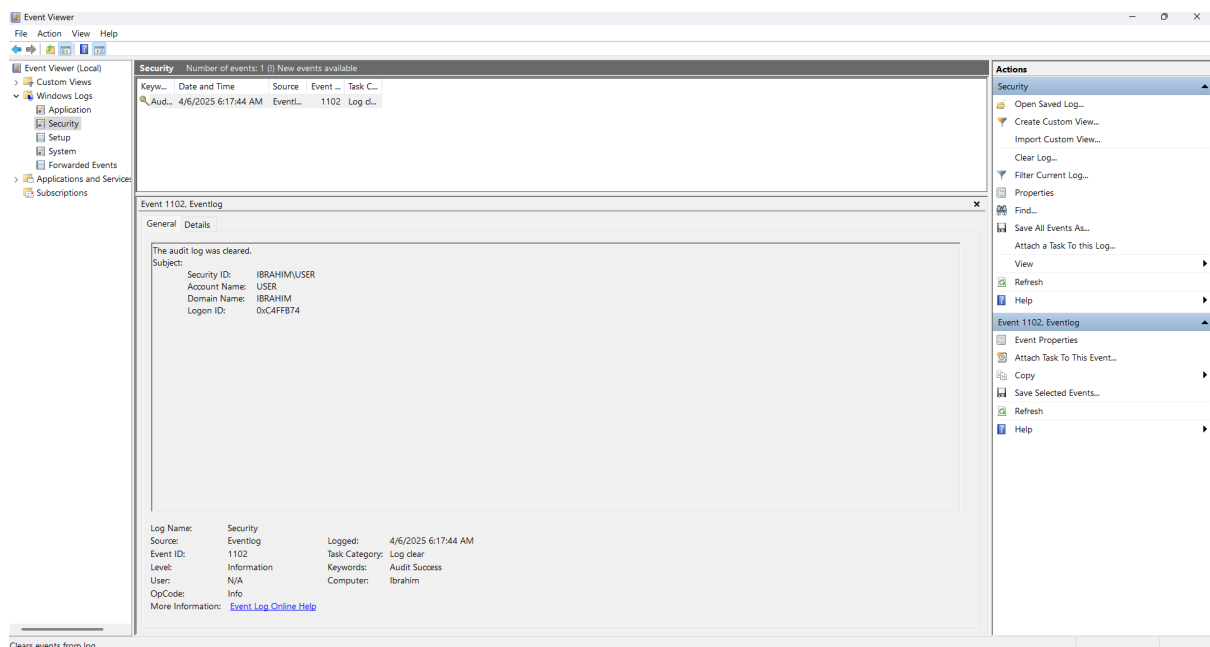 Event Viewer
File Action View Help
Event Viewer (Local)
Custom Views
Windows Logs
Application
Security
Setup
System
Forwarded Events
Applications and Services
Subscriptions
Security Number of events: 1 (!) New events available
Keyw... Date and Time Source Event ... Task C...
Aud... 4/6/2025 6:17:44 AM Eventl... 1102 Log d...
Event 1102, Eventlog
General Details
The audit log was cleared.
Subject:
Security ID: IBRAHIM\USER
Account Name: USER
Domain Name: IBRAHIM
Logon ID: 0xC4FFB74
Log Name: Security
Source: Eventlog Logged: 4/6/2025 6:17:44 AM
Event ID: 1102 Task Category: Log clear
Level: Information Keywords: Audit Success
User: N/A Computer: Ibrahim
OpCode: Info
More Information: Event Log Online Help
Actions
Security
Open Saved Log...
Create Custom View...
Import Custom View...
Clear Log...
Filter Current Log...
Properties
Find...
Save All Events As...
Attach a Task To this Log...
View
Refresh
Help
Event 1102, Eventlog
Event Properties
Attach Task To This Event...
Copy
Save Selected Events...
Refresh
Help
Clears events from log